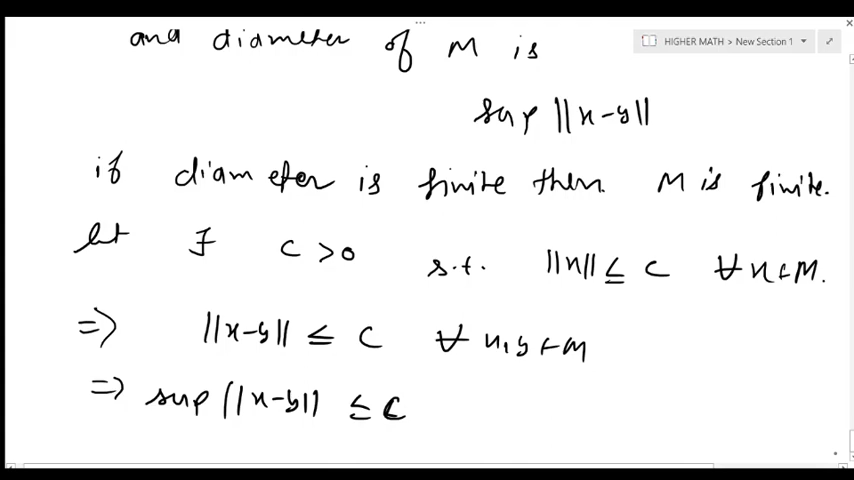 and diameter of M is
HIGHER MATH > New Section 1
sup ||x-y||
if diameter is finite then M is finite.
let ∃ c >0 s.t. ||x|| ≤ c ∀ x ∈ M.
=> ||x-y|| ≤ c ∀ x, y ∈ M
=> sup ||x-y|| ≤ c